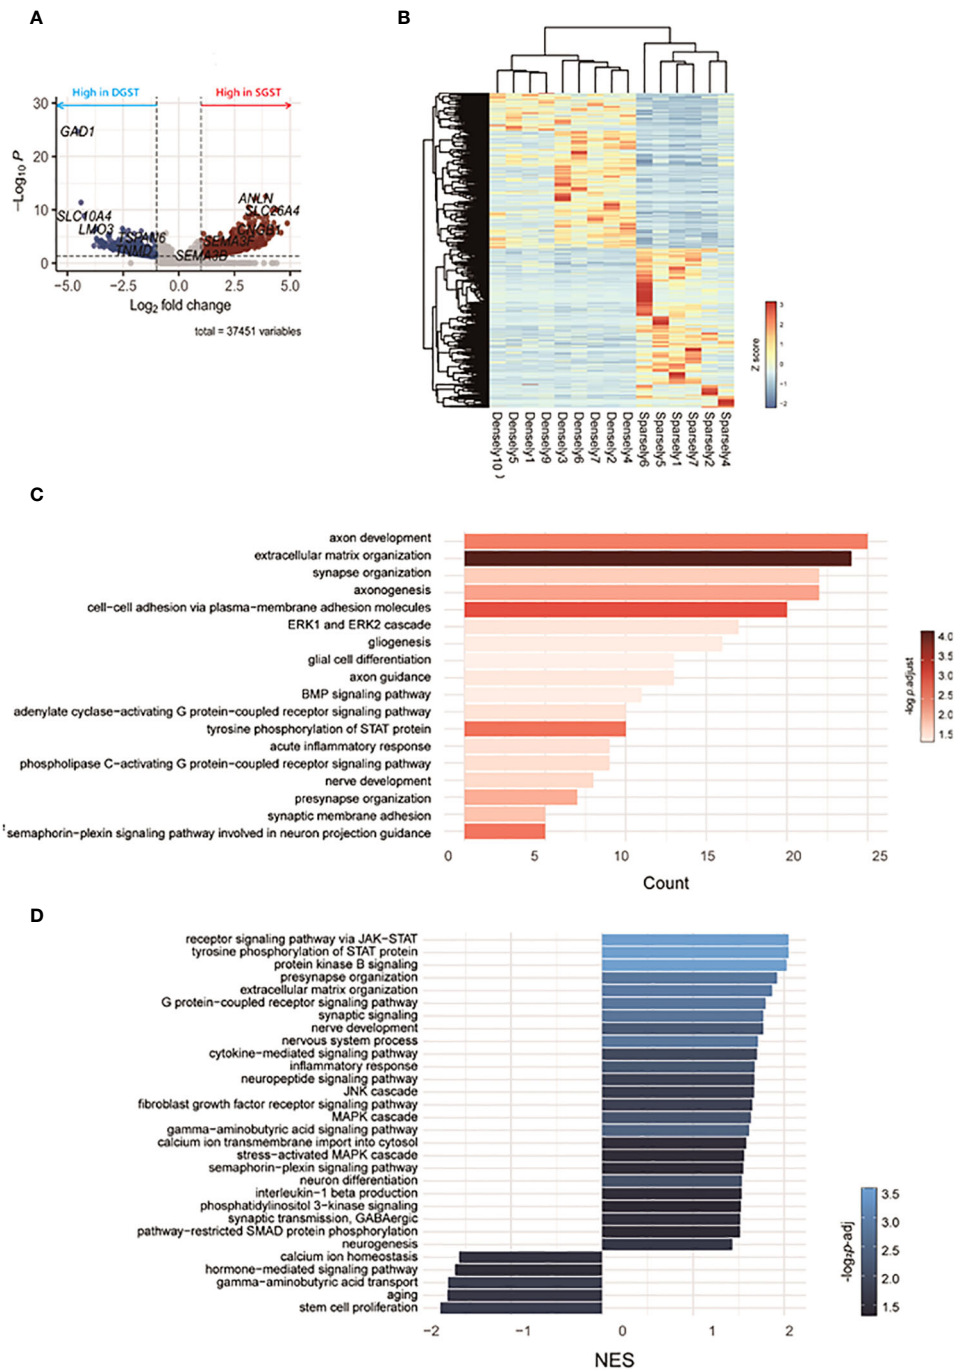 A
High in DGST
High in SGST
30
20
10
0
−Log10 P
GAD1
SLC10A4
LMO3
TSPAN6
TNMD
ANLN
SLC26A4
CNGB1
SEMA3F
SEMA3B
−5.0
−2.5
0.0
2.5
5.0
Log2 fold change
total = 37451 variables
B
3
2
1
0
−1
−2
Z score
Densely10
Densely5
Densely1
Densely9
Densely3
Densely6
Densely7
Densely2
Densely4
Sparsely6
Sparsely5
Sparsely1
Sparsely7
Sparsely2
Sparsely4
C
axon development
extracellular matrix organization
synapse organization
axonogenesis
cell−cell adhesion via plasma−membrane adhesion molecules
ERK1 and ERK2 cascade
gliogenesis
glial cell differentiation
axon guidance
BMP signaling pathway
adenylate cyclase−activating G protein−coupled receptor signaling pathway
tyrosine phosphorylation of STAT protein
acute inflammatory response
phospholipase C−activating G protein−coupled receptor signaling pathway
nerve development
presynapse organization
synaptic membrane adhesion
semaphorin−plexin signaling pathway involved in neuron projection guidance
0
5
10
15
20
25
Count
-log p.adjust
4.0
3.5
3.0
2.5
2.0
1.5
D
receptor signaling pathway via JAK−STAT
tyrosine phosphorylation of STAT protein
protein kinase B signaling
presynapse organization
extracellular matrix organization
G protein−coupled receptor signaling pathway
synaptic signaling
nerve development
nervous system process
cytokine−mediated signaling pathway
inflammatory response
neuropeptide signaling pathway
JNK cascade
fibroblast growth factor receptor signaling pathway
MAPK cascade
gamma−aminobutyric acid signaling pathway
calcium ion transmembrane import into cytosol
stress−activated MAPK cascade
semaphorin−plexin signaling pathway
neuron differentiation
interleukin−1 beta production
phosphatidylinositol 3−kinase signaling
synaptic transmission, GABAergic
pathway−restricted SMAD protein phosphorylation
neurogenesis
calcium ion homeostasis
hormone−mediated signaling pathway
gamma−aminobutyric acid transport
aging
stem cell proliferation
−2
−1
0
1
2
NES
-log2p-adj
3.5
3.0
2.5
2.0
1.5